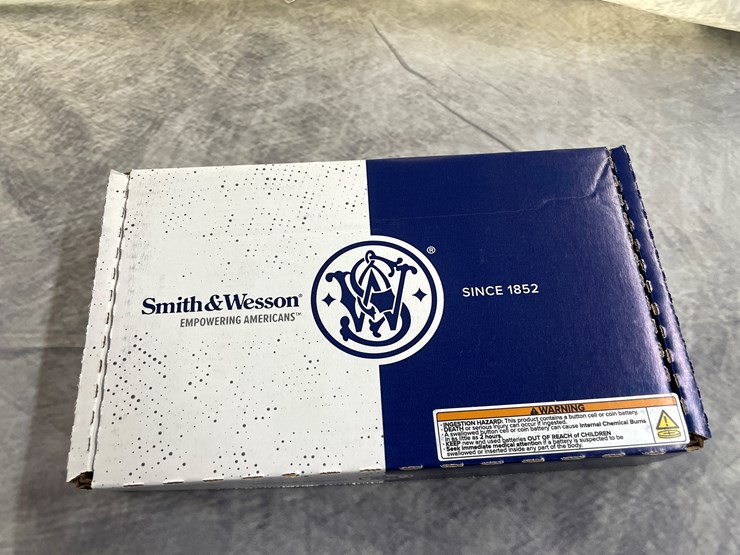 Smith & Wesson®
EMPOWERING AMERICANS™
®
SINCE 1852
WARNING
• INGESTION HAZARD: This product contains a button cell or coin battery.
• DEATH or serious injury can occur if ingested.
• A swallowed button cell or coin battery can cause Internal Chemical Burns
in as little as 2 hours.
• KEEP new and used batteries OUT OF REACH of CHILDREN
• Seek immediate medical attention if a battery is suspected to be
swallowed or inserted inside any part of the body.